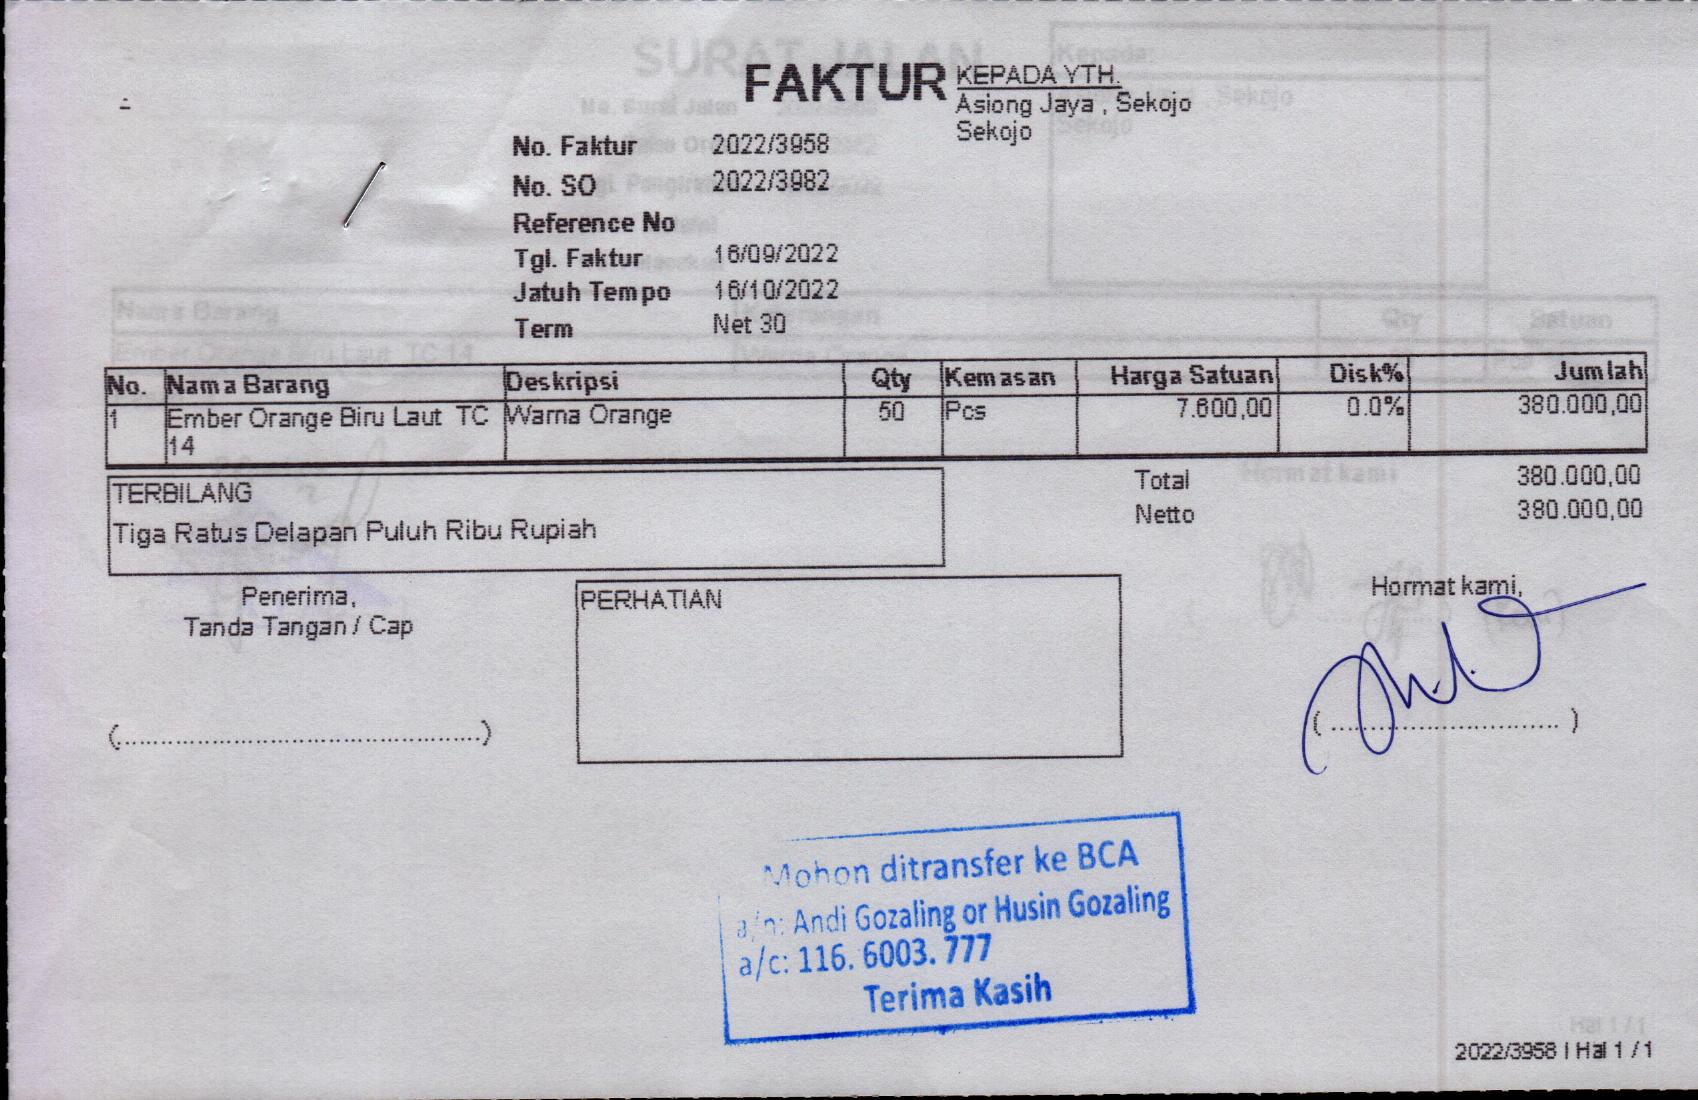 FAKTUR
KEPADA YTH.
Asiong Jaya , Sekojo
Sekojo
No. Faktur 2022/3958
No. SO 2022/3982
Reference No
Tgl. Faktur 16/09/2022
Jatuh Tempo 16/10/2022
Term Net 30
No. Nama Barang Deskripsi Qty Kemasan Harga Satuan Disk% Jumlah
1 Ember Orange Biru Laut TC Warna Orange 50 Pcs 7.600,00 0.0% 380.000,00
14
TERBILANG
Tiga Ratus Delapan Puluh Ribu Rupiah
Total 380.000,00
Netto 380.000,00
Penerima,
Tanda Tangan / Cap
(................................................)
PERHATIAN
Hormat kami,
( .............................. )
Mohon ditransfer ke BCA
a/n: Andi Gozaling or Husin Gozaling
a/c: 116. 6003. 777
Terima Kasih
2022/3958 | Hal 1 / 1